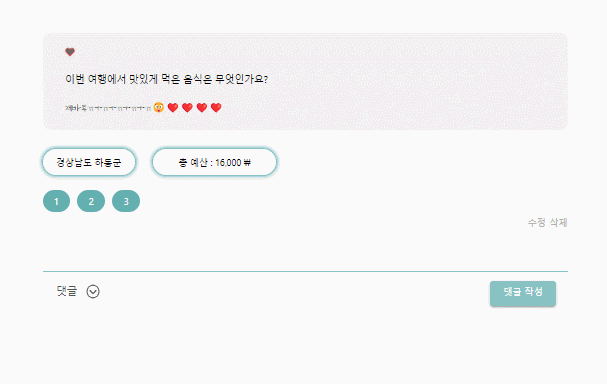 이번 여행에서 맛있게 먹은 음식은 무엇인가요?
경상남도 하동군
총 예산 : 16,000 ₩
1 2 3
수정 삭제
댓글
댓글 작성